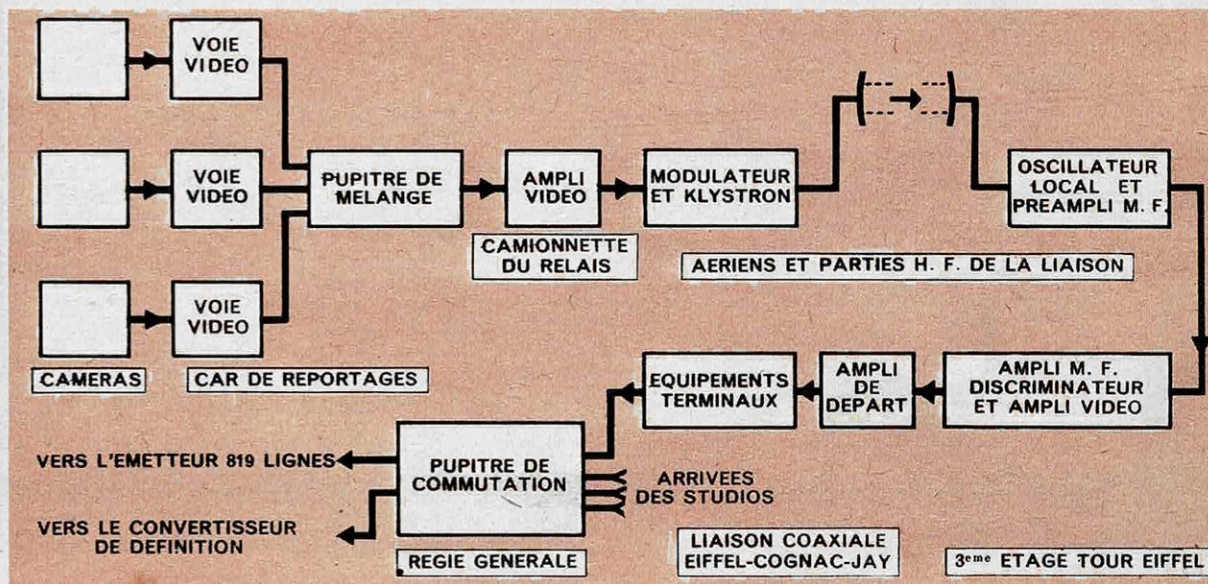 VOIE
VIDEO
VOIE
VIDEO
VOIE
VIDEO
PUPITRE DE
MELANGE
AMPLI
VIDEO
MODULATEUR
ET KLYSTRON
OSCILLATEUR
LOCAL ET
PREAMPLI M. F.
CAMIONNETTE
DU RELAIS
AERIENS ET PARTIES H. F. DE LA LIAISON
CAMERAS
CAR DE REPORTAGES
EQUIPEMENTS
TERMINAUX
AMPLI
DE
DEPART
AMPLI M. F.
DISCRIMINATEUR
ET AMPLI VIDEO
VERS L'EMETTEUR 819 LIGNES
PUPITRE DE
COMMUTATION
ARRIVEES
DES STUDIOS
VERS LE CONVERTISSEUR
DE DEFINITION
REGIE GENERALE
LIAISON COAXIALE
EIFFEL-COGNAC-JAY
3eme ETAGE TOUR EIFFEL